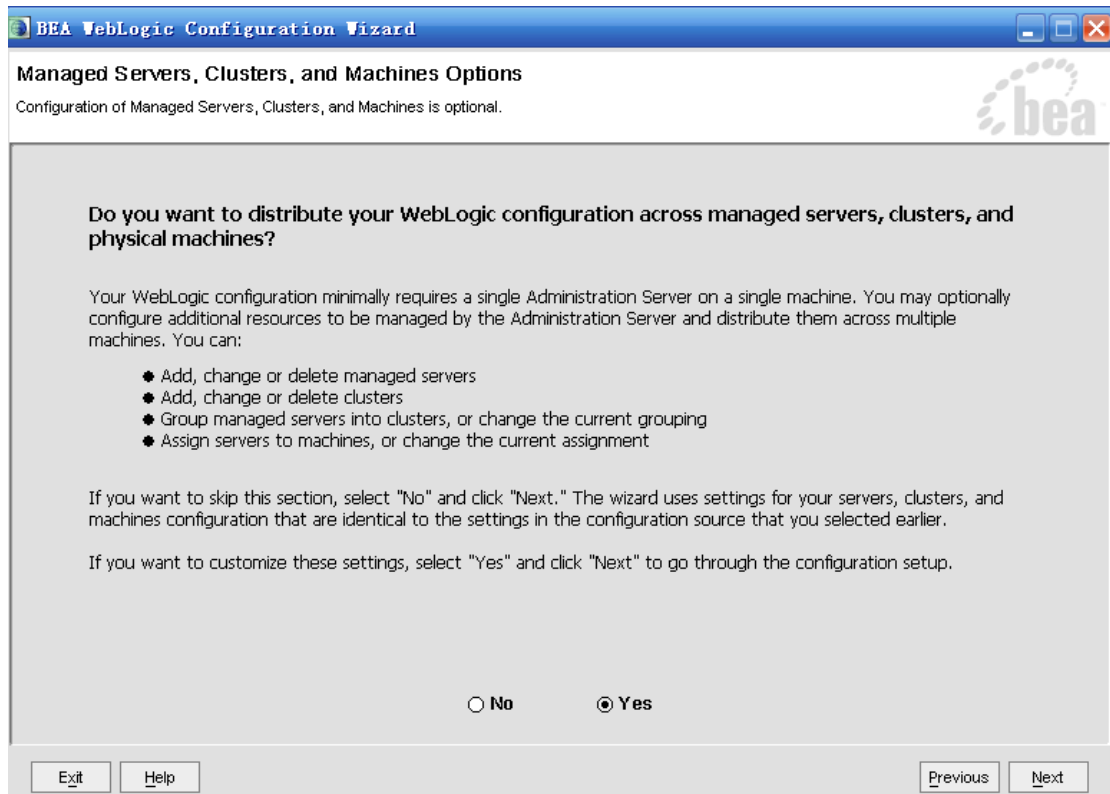 BEA WebLogic Configuration Wizard
Managed Servers, Clusters, and Machines Options
Configuration of Managed Servers, Clusters, and Machines is optional.
bea
Do you want to distribute your WebLogic configuration across managed servers, clusters, and
physical machines?
Your WebLogic configuration minimally requires a single Administration Server on a single machine. You may optionally
configure additional resources to be managed by the Administration Server and distribute them across multiple
machines. You can:
Add, change or delete managed servers
Add, change or delete clusters
Group managed servers into clusters, or change the current grouping
Assign servers to machines, or change the current assignment
If you want to skip this section, select "No" and click "Next." The wizard uses settings for your servers, clusters, and
machines configuration that are identical to the settings in the configuration source that you selected earlier.
If you want to customize these settings, select "Yes" and click "Next" to go through the configuration setup.
No Yes
Exit Help Previous Next